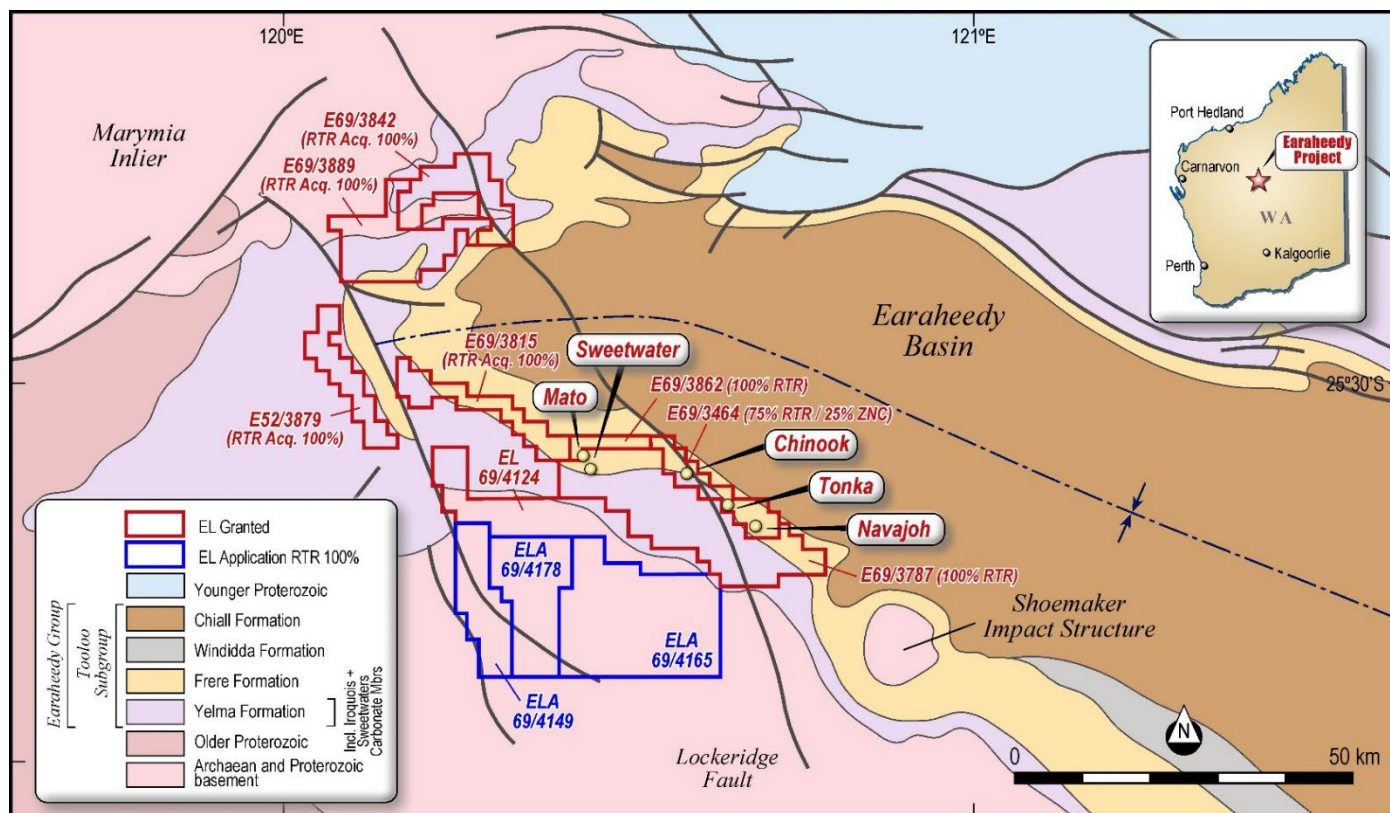 120ºE
121ºE
Marymia
Inlier
E69/3842
(RTR Acq. 100%)
E69/3889
(RTR Acq. 100%)
Port Hedland
Earaheedy
Project
Carnarvon
WA
Kalgoorlie
Perth
Earaheedy
Basin
25º30'S
E69/3815
(RTR Acq. 100%)
Sweetwater
Mato
E69/3862 (100% RTR)
E69/3464 (75% RTR / 25% ZNC)
Chinook
Tonka
Navajoh
E52/3879
(RTR Acq. 100%)
EL
69/4124
E69/3787 (100% RTR)
ELA
69/4178
ELA
69/4165
ELA
69/4149
Shoemaker
Impact Structure
Lockeridge
Fault
EL Granted
EL Application RTR 100%
Younger Proterozoic
Chiall Formation
Windidda Formation
Frere Formation
Yelma Formation
Older Proterozoic
Archaean and Proterozoic
basement
Earaheedy Group
Tooloo
Subgroup
Incl. Iroquois +
Sweetwaters
Carbonate Mbrs
N
0
50 km